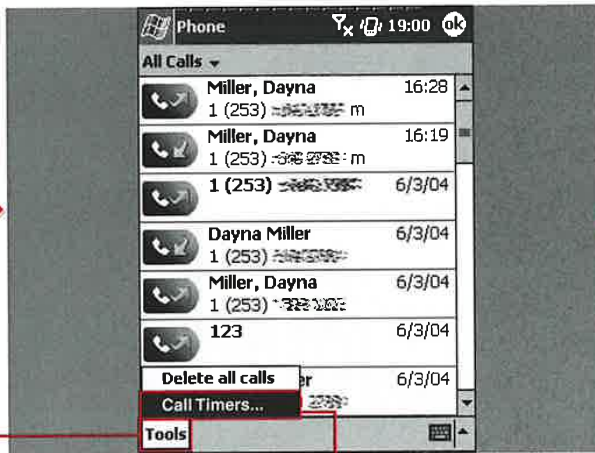 Phone 19:00 ok
All Calls
Miller, Dayna 16:28
1 (253) m
Miller, Dayna 16:19
1 (253) m
1 (253) 6/3/04
Dayna Miller 6/3/04
1 (253)
Miller, Dayna 6/3/04
1 (253)
123 6/3/04
Delete all calls 6/3/04
Call Timers...
Tools